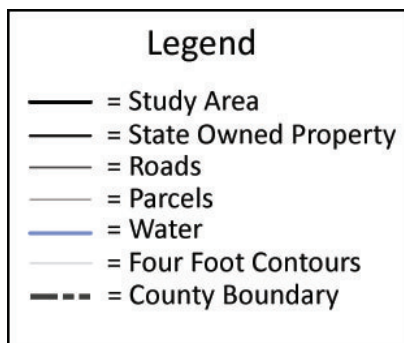 Legend
= Study Area
= State Owned Property
= Roads
= Parcels
= Water
= Four Foot Contours
= County Boundary